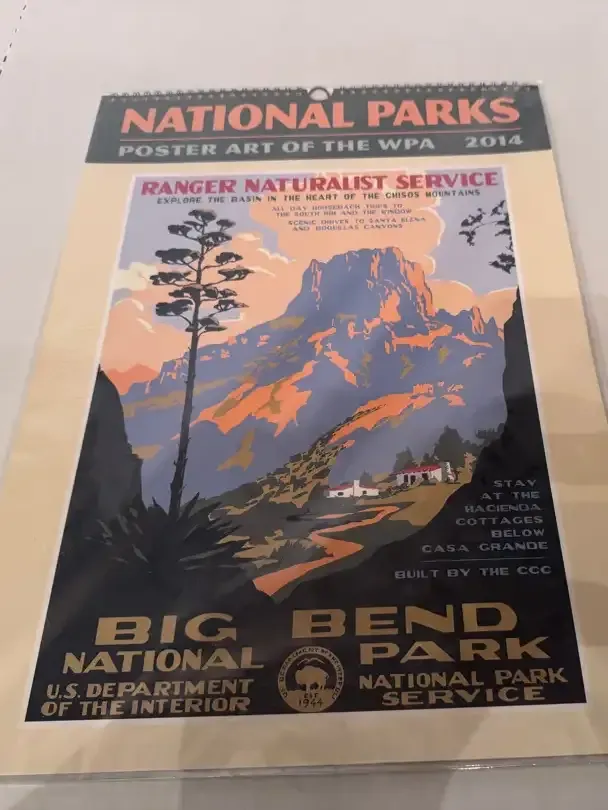 NATIONAL PARKS
POSTER ART OF THE WPA 2014
RANGER NATURALIST SERVICE
EXPLORE THE BASIN IN THE HEART OF THE CHISOS MOUNTAINS
ALL DAY HORSEBACK TRIPS TO
THE SOUTH RIM AND THE WINDOW
SCENIC DRIVES TO SANTA ELENA
AND BOQUILLAS CANYONS
STAY
AT THE
HACIENDA
COTTAGES
BELOW
CASA GRANDE
BUILT BY THE CCC
BIG BEND
NATIONAL PARK
U.S. DEPARTMENT
OF THE INTERIOR
EST
1944
NATIONAL PARK
SERVICE